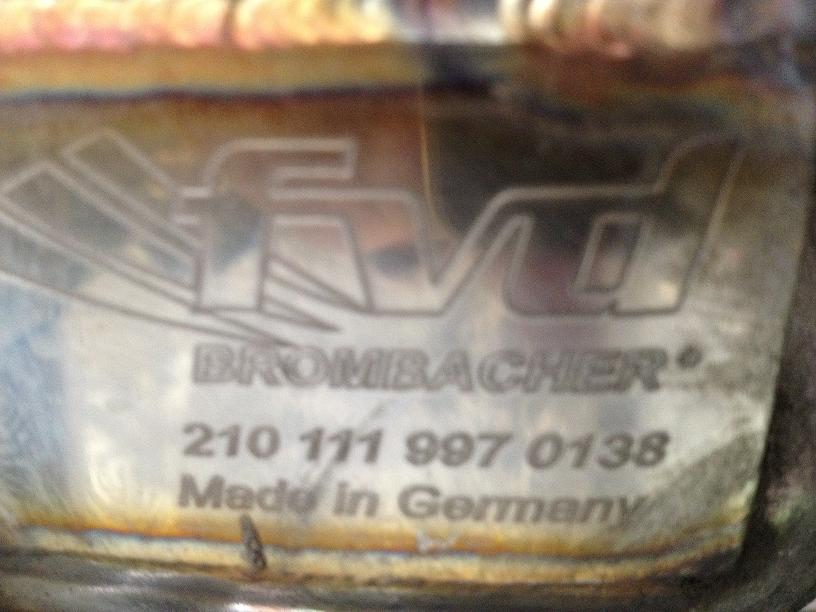 fvd
BROMBACHER®
210 111 997 0138
Made in Germany